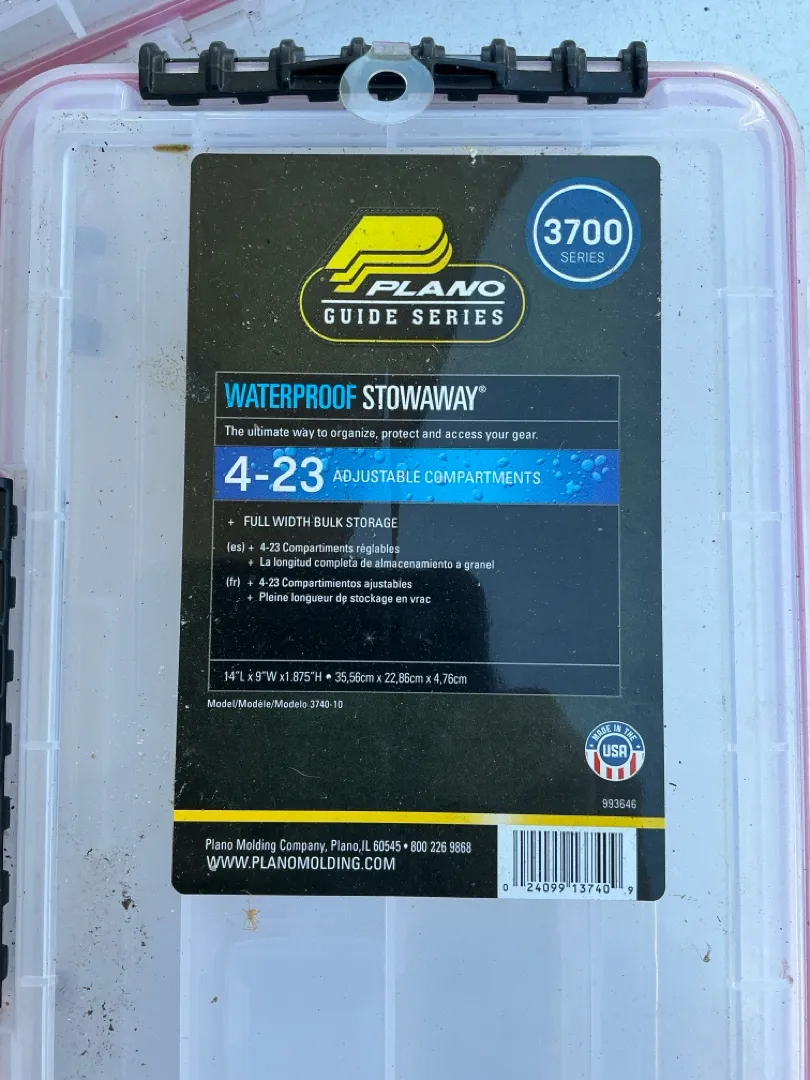 3700
SERIES
PLANO
GUIDE SERIES
WATERPROOF STOWAWAY®
The ultimate way to organize, protect and access your gear.
4-23 ADJUSTABLE COMPARTMENTS
+ FULL WIDTH BULK STORAGE
(es) + 4-23 Compartiments réglables
+ La longitud completa de almacenamiento a granel
(fr) + 4-23 Compartimientos ajustables
+ Pleine longueur de stockage en vrac
14"L x 9"W x1.875"H • 35,56cm x 22,86cm x 4,76cm
Model/Modèle/Modelo 3740-10
MADE IN THE
USA
993646
Plano Molding Company, Plano,IL 60545 • 800 226 9868
WWW.PLANOMOLDING.COM
0 24099 13740 9